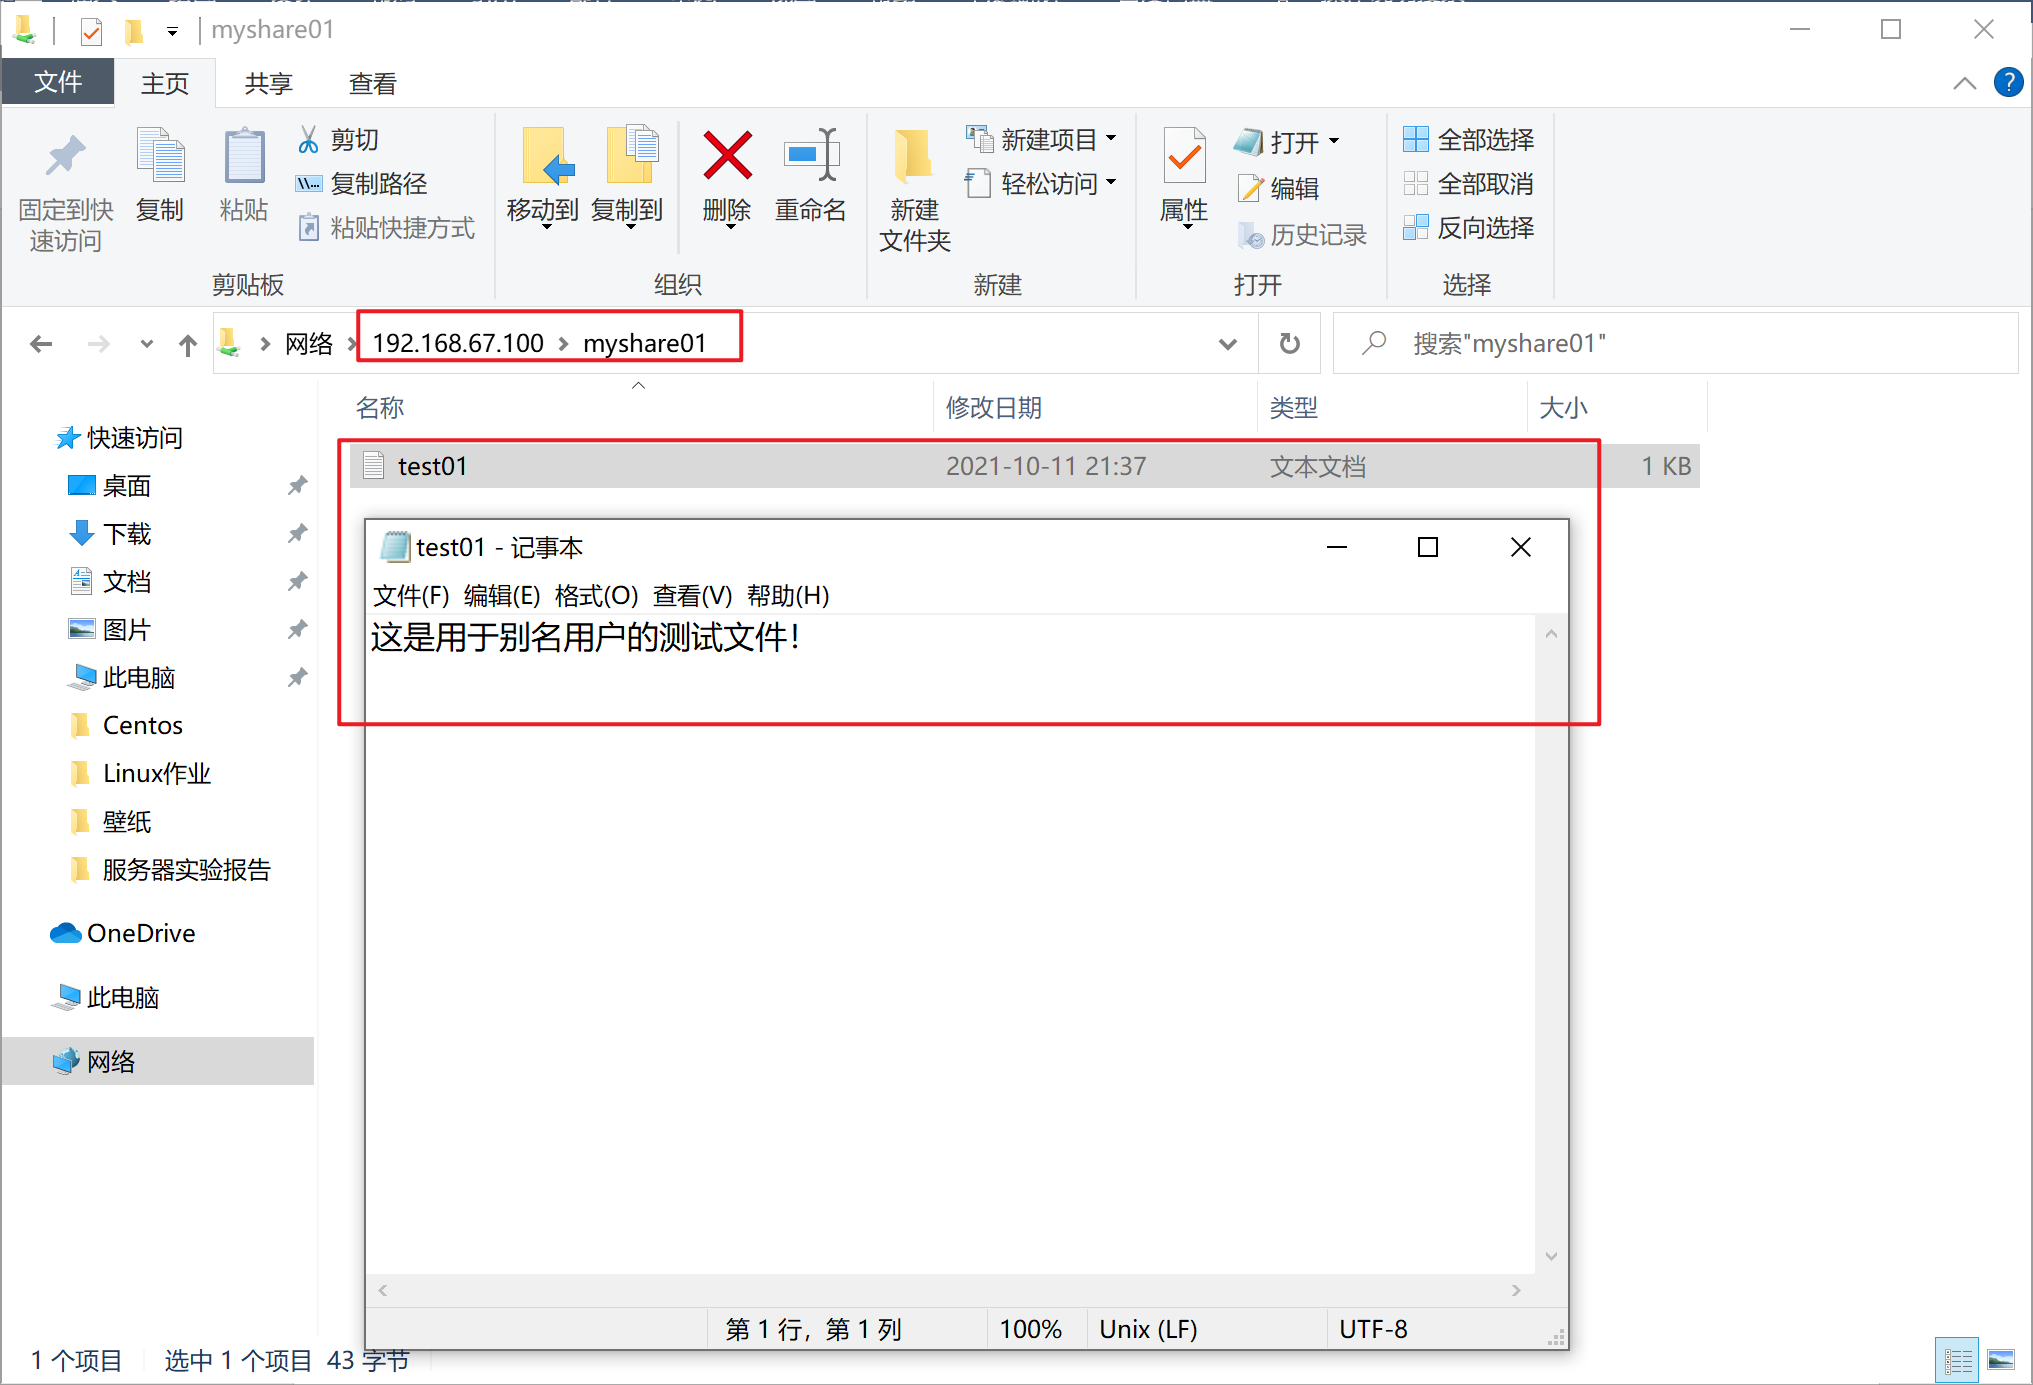 myshare01
文件 主页 共享 查看
固定到快速访问
复制
粘贴
剪切
复制路径
粘贴快捷方式
剪贴板
移动到
复制到
删除
重命名
组织
新建文件夹
新建项目
轻松访问
新建
属性
打开
编辑
历史记录
打开
全部选择
全部取消
反向选择
选择
网络 192.168.67.100 myshare01
搜索"myshare01"
名称 修改日期 类型 大小
test01 2021-10-11 21:37 文本文档 1 KB
快速访问
桌面
下载
文档
图片
此电脑
Centos
Linux作业
壁纸
服务器实验报告
OneDrive
此电脑
网络
test01 - 记事本
文件(F) 编辑(E) 格式(O) 查看(V) 帮助(H)
这是用于别名用户的测试文件！
第 1 行，第 1 列 100% Unix (LF) UTF-8
1 个项目 选中 1 个项目 43 字节